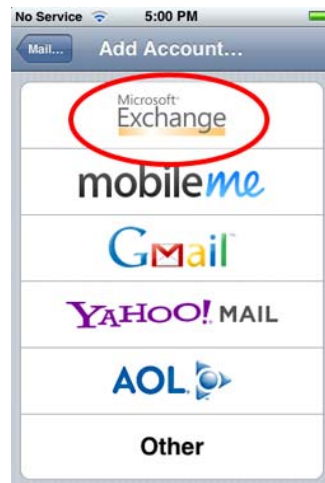 No Service 5:00 PM
Mail... Add Account...
Microsoft
Exchange
mobileme
Gmail
YAHOO! MAIL
AOL
Other